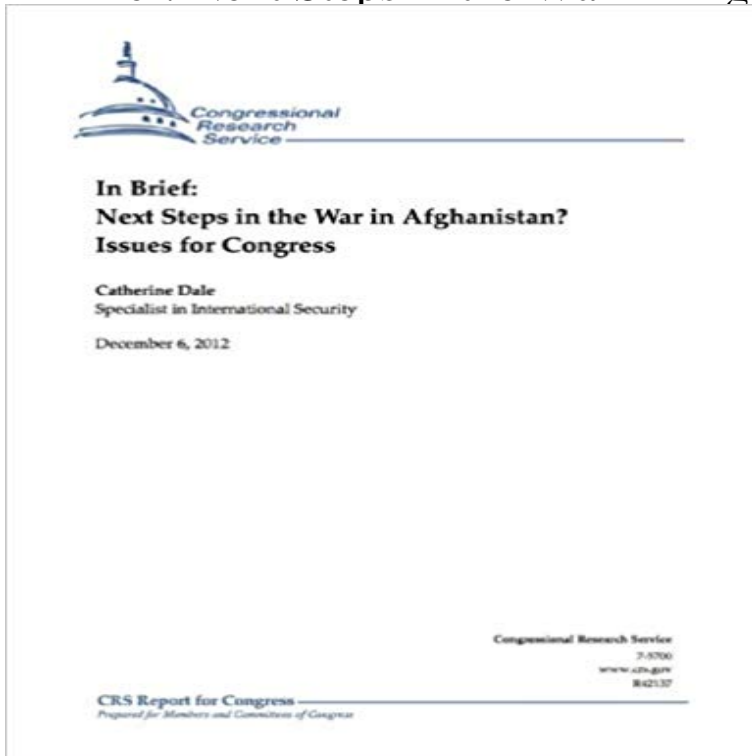 Congressional
Research
Service
In Brief:
Next Steps in the War in Afghanistan?
Issues for Congress
Catherine Dale
Specialist in International Security
December 6, 2012
Congressional Research Service
7-5700
www.crs.gov
R42137
CRS Report for Congress
Prepared for Members and Committees of Congress